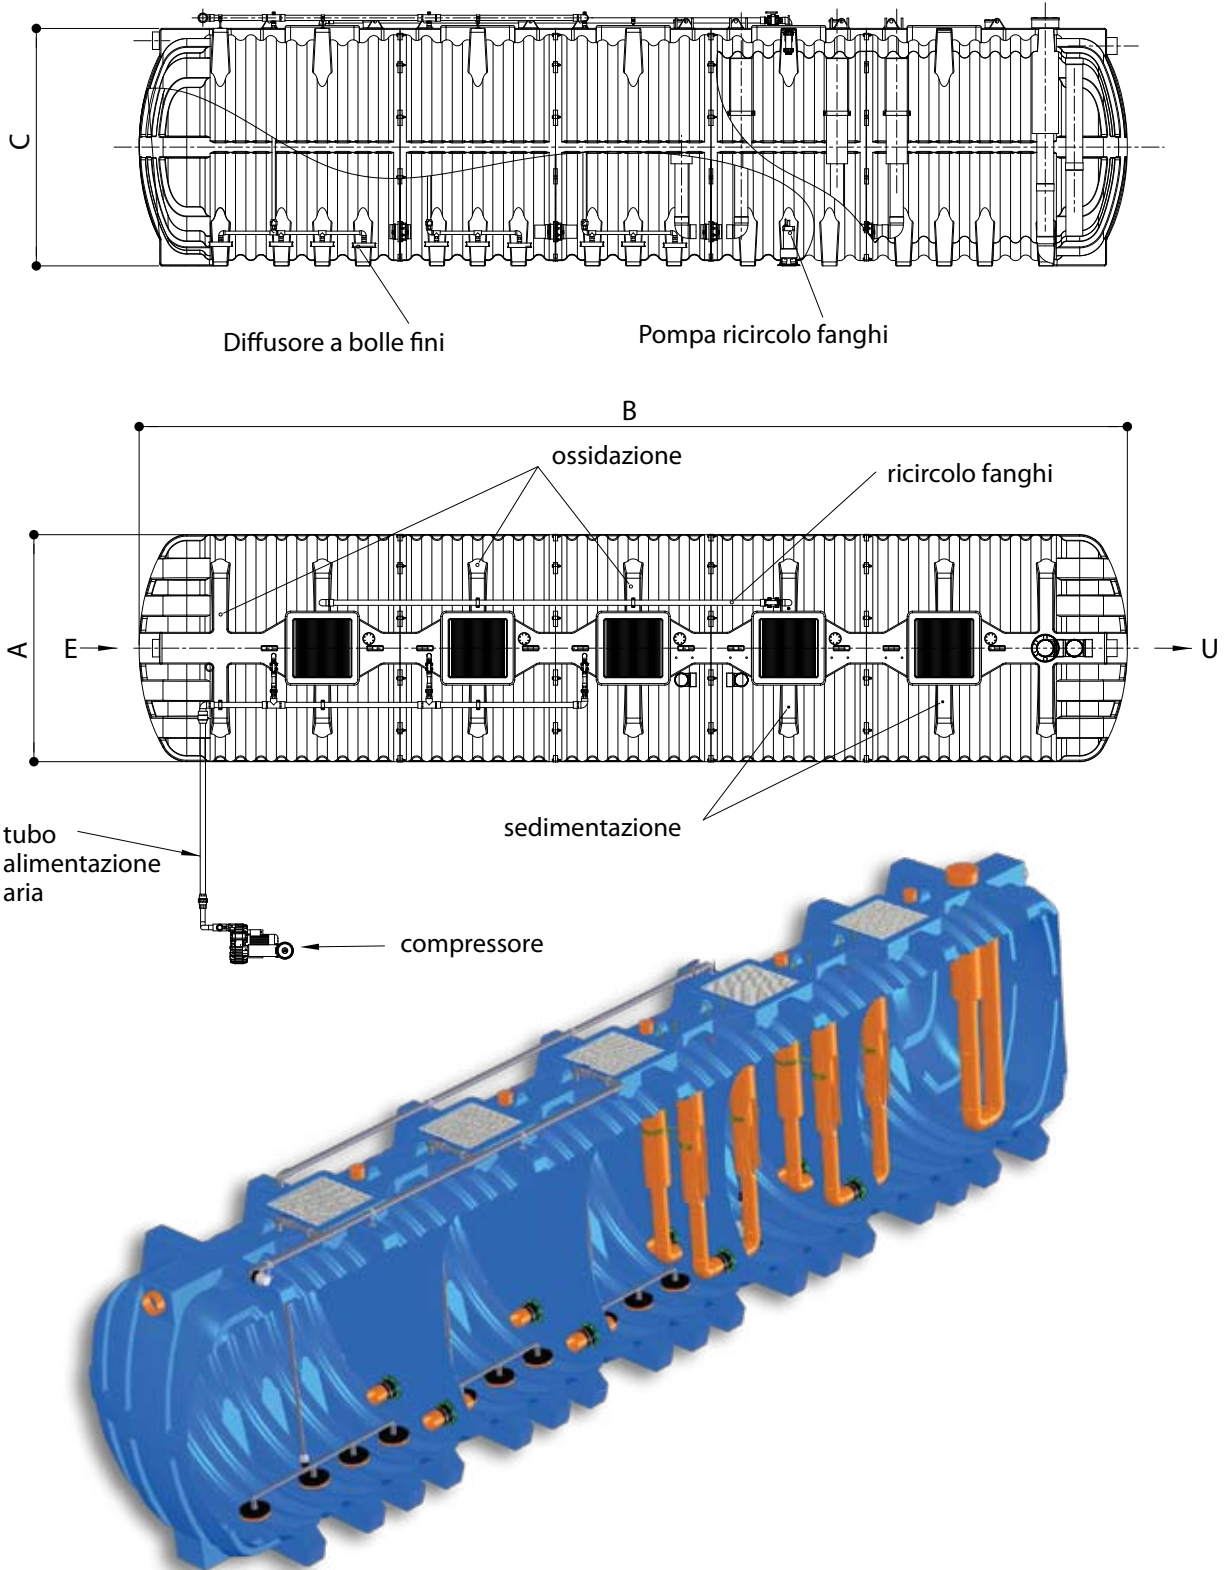 C
Diffusore a bolle fini
Pompa ricircolo fanghi
B
ossidazione
ricircolo fanghi
A
E
U
sedimentazione
tubo
alimentazione
aria
compressore